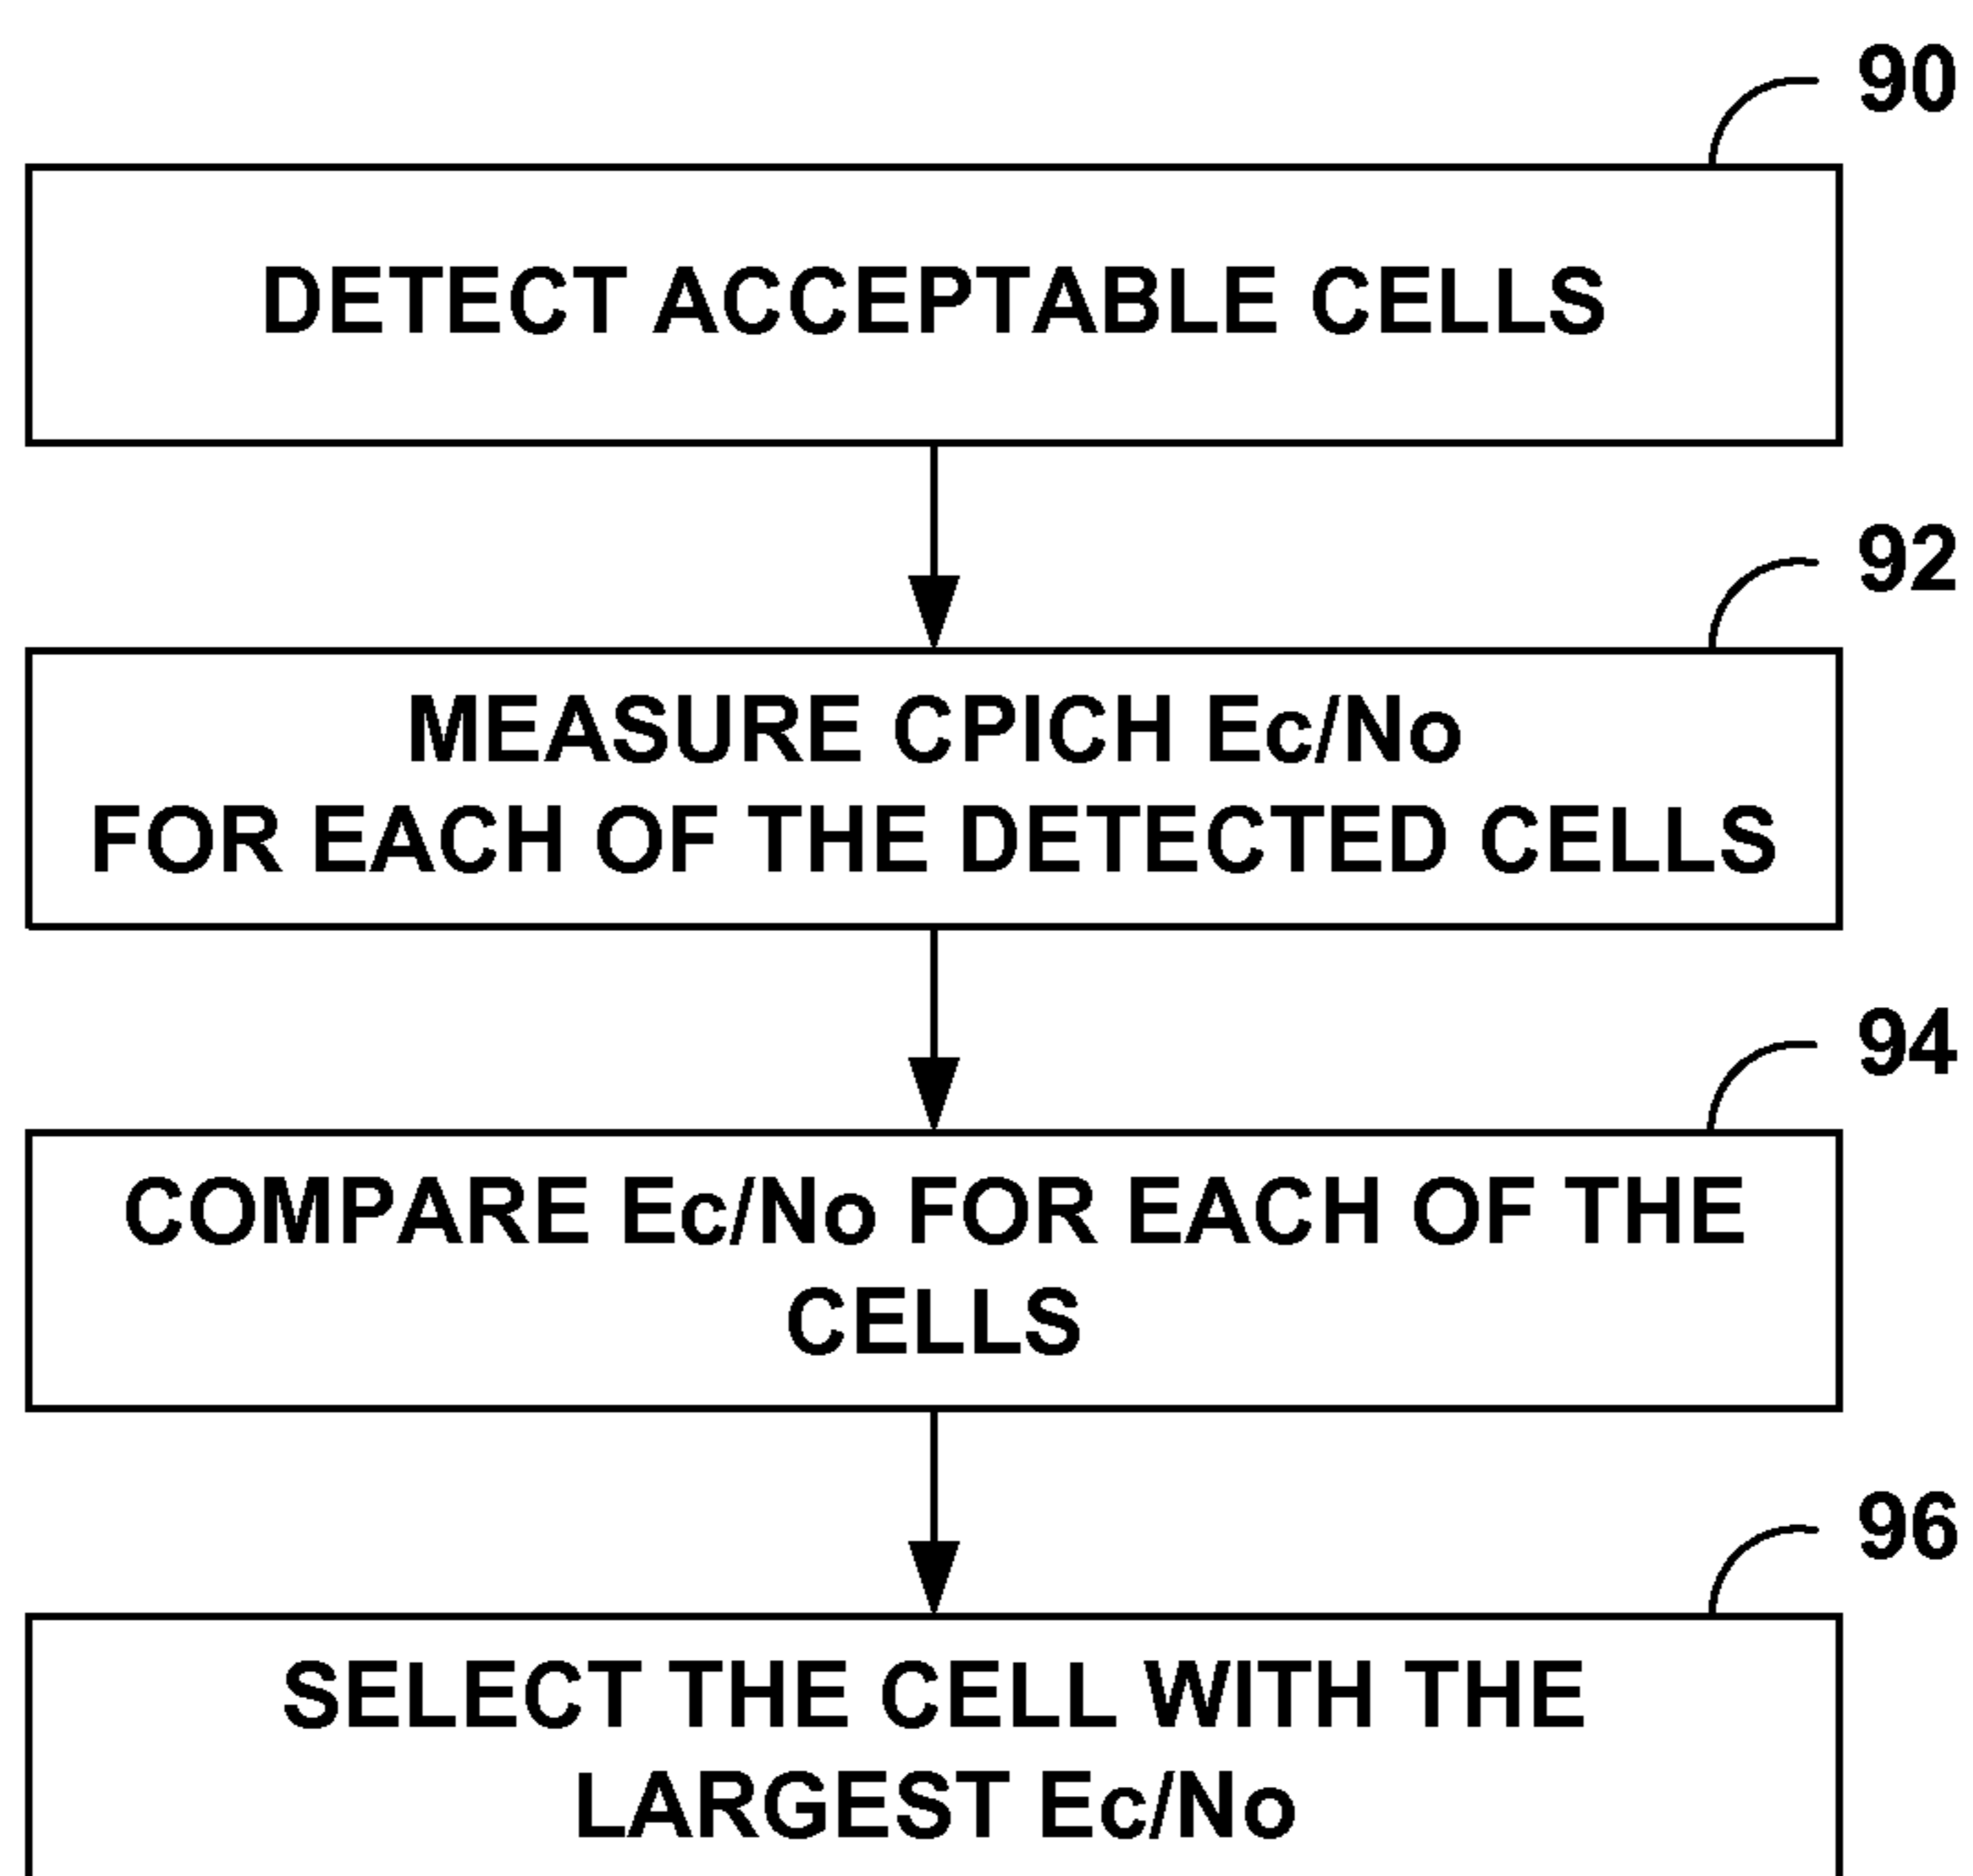 90
DETECT ACCEPTABLE CELLS
92
MEASURE CPICH Ec/No
FOR EACH OF THE DETECTED CELLS
94
COMPARE Ec/No FOR EACH OF THE
CELLS
96
SELECT THE CELL WITH THE
LARGEST Ec/No